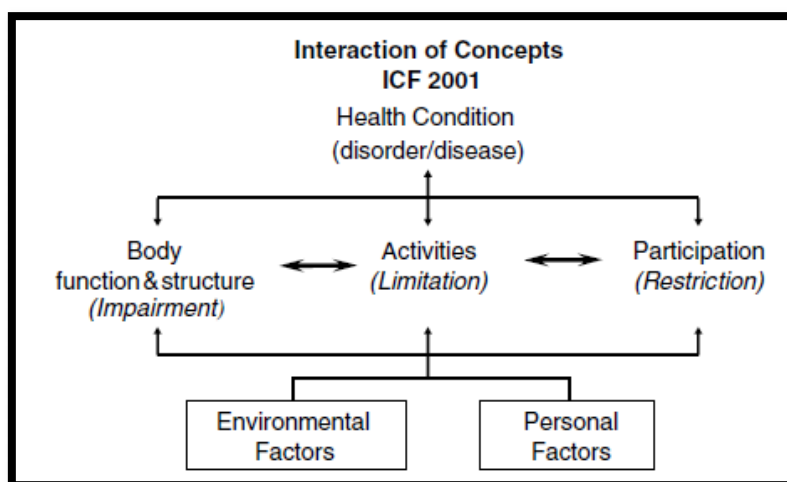 Interaction of Concepts
ICF 2001
Health Condition
(disorder/disease)
Body
function & structure
(Impairment)
Activities
(Limitation)
Participation
(Restriction)
Environmental
Factors
Personal
Factors